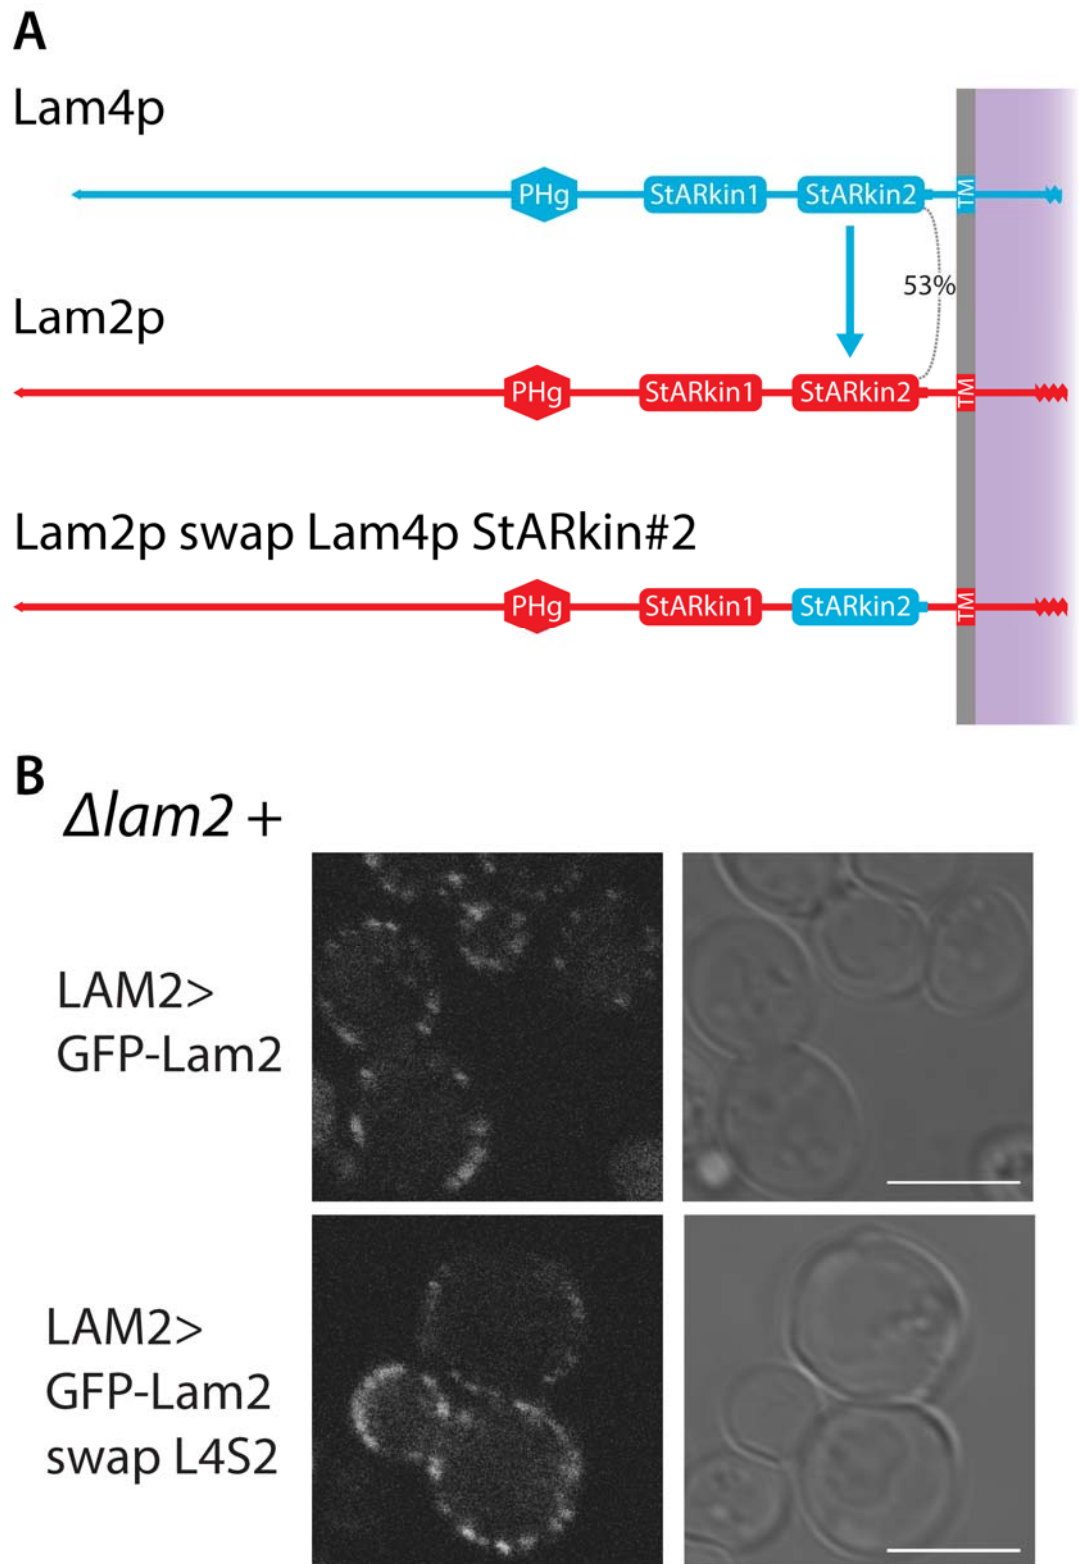 A
Lam4p
PHg StARkin1 StARkin2 TM
53%
Lam2p
PHg StARkin1 StARkin2 TM
Lam2p swap Lam4p StARkin#2
PHg StARkin1 StARkin2 TM
B
Δlam2 +
LAM2>
GFP-Lam2
LAM2>
GFP-Lam2
swap L4S2